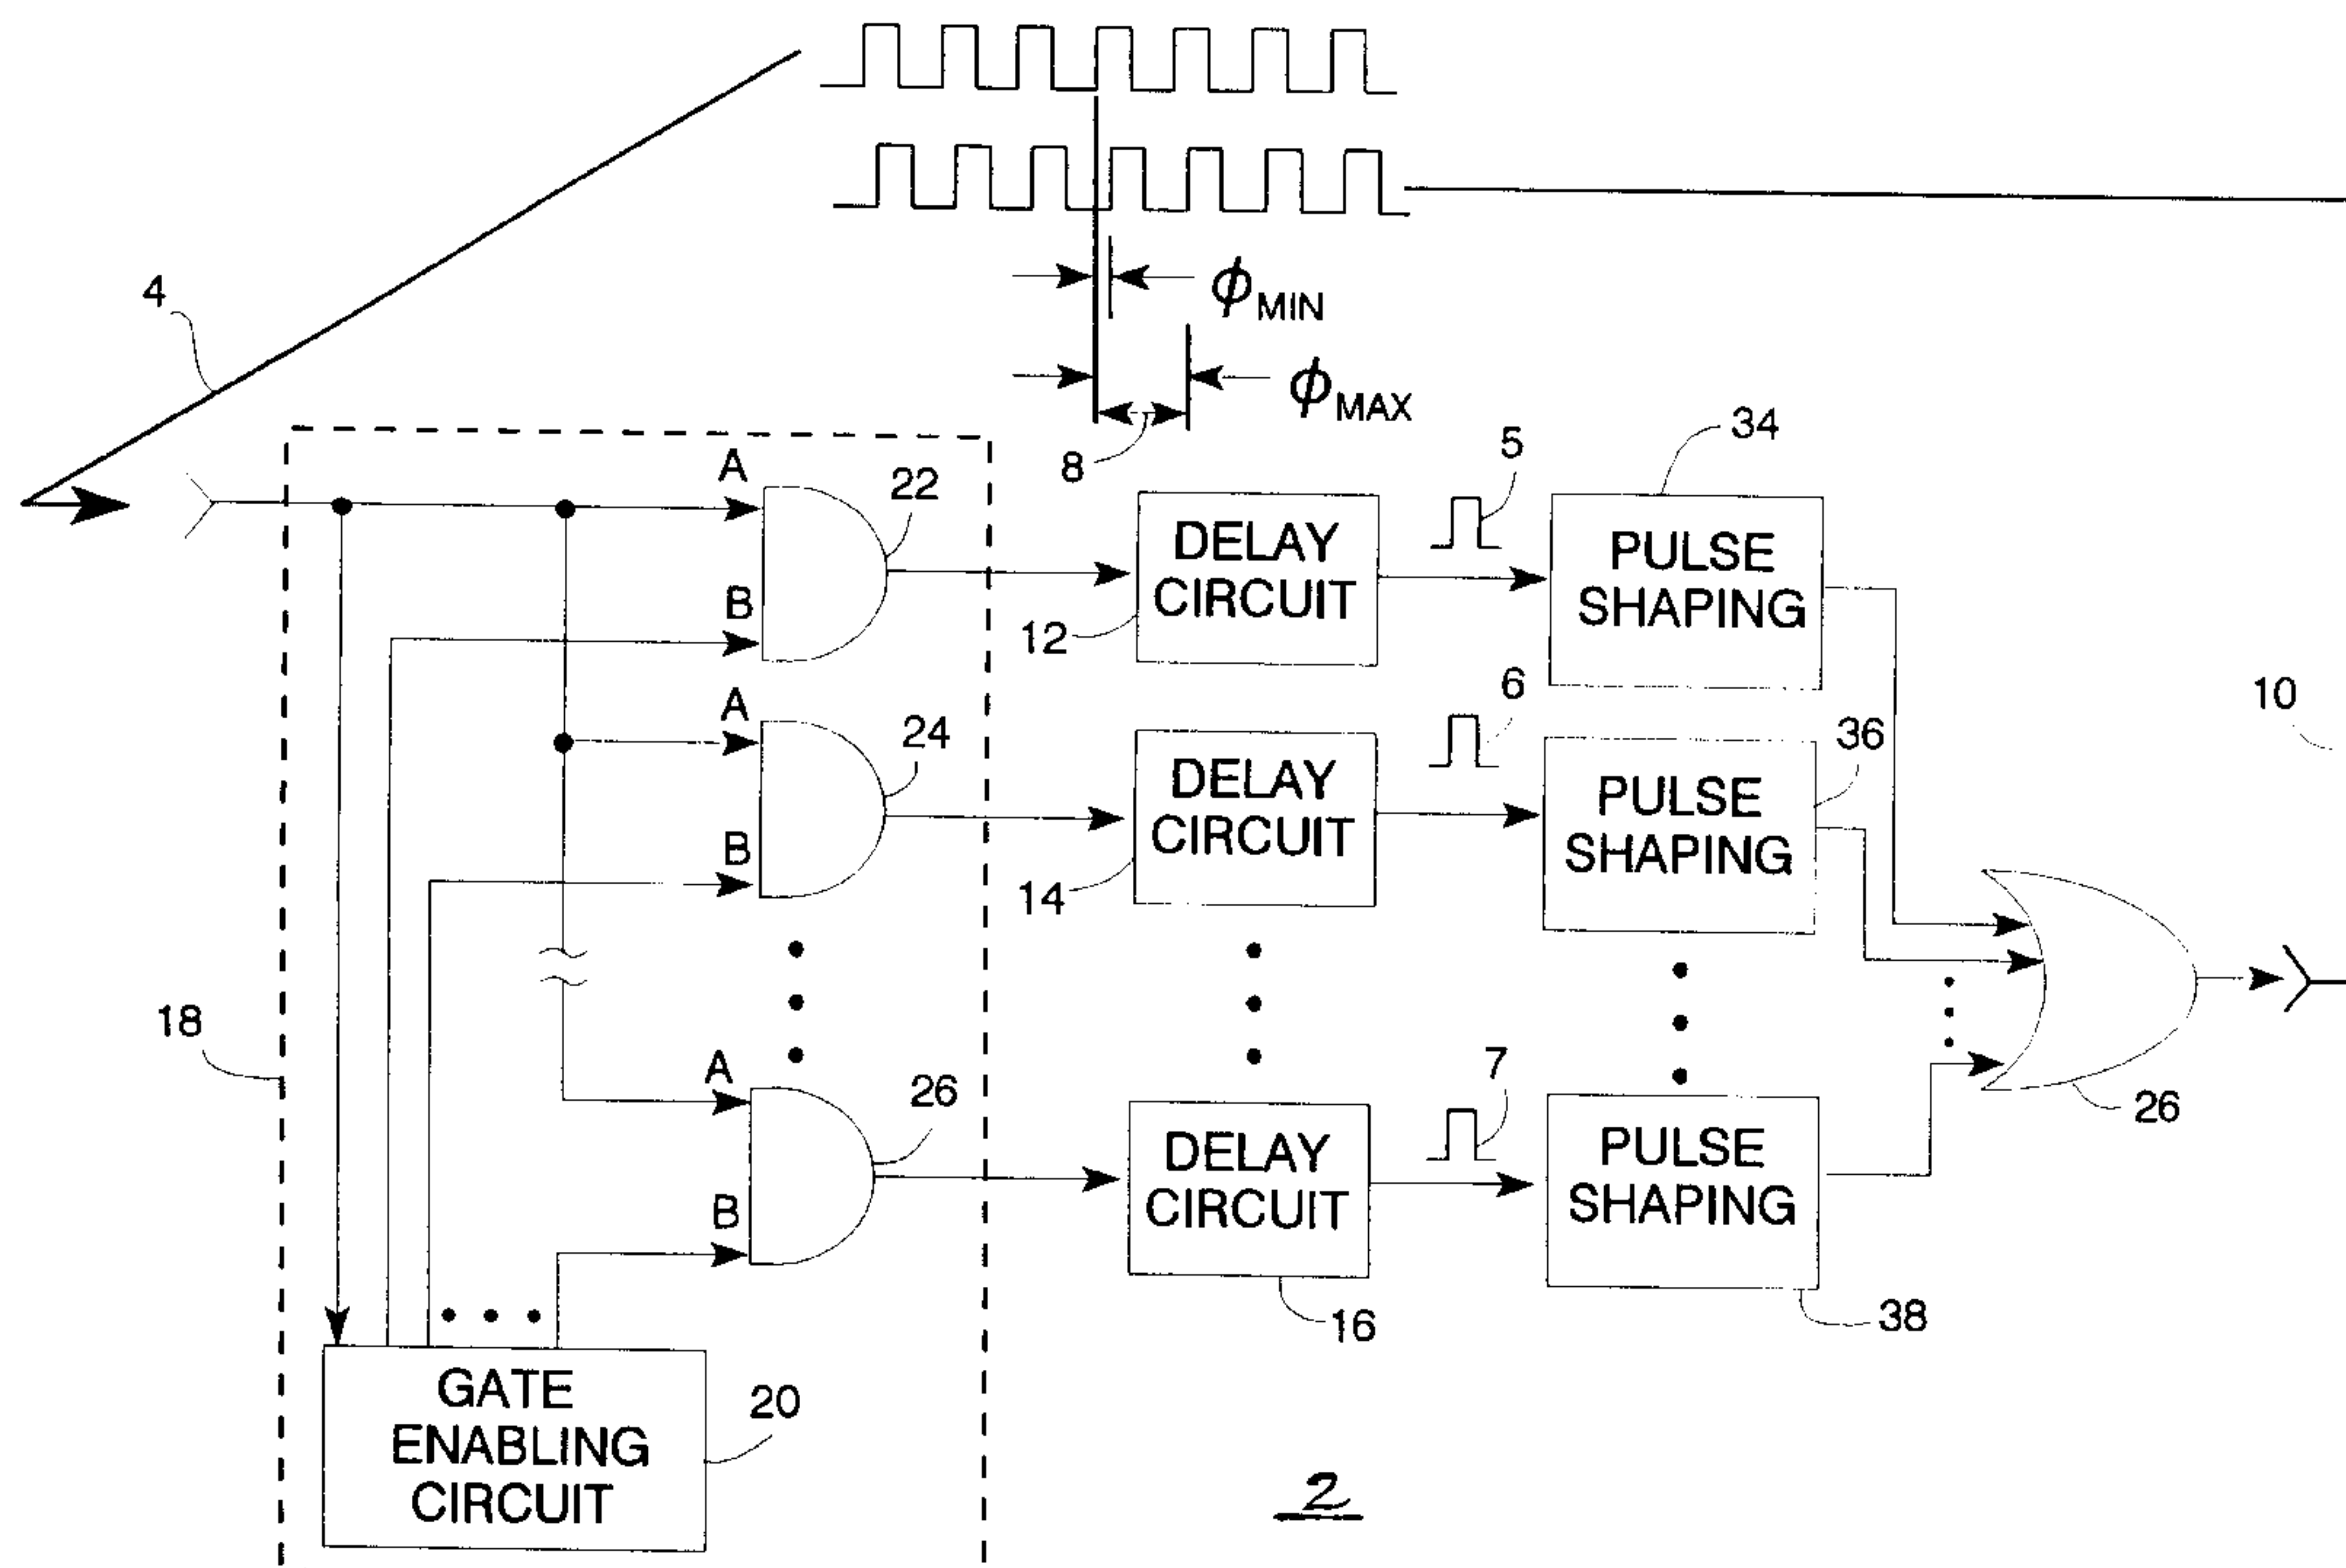 4
ϕMIN
ϕMAX
8
5
34
A
22
B
DELAY
CIRCUIT
12
PULSE
SHAPING
10
A
24
B
DELAY
CIRCUIT
14
6
PULSE
SHAPING
36
18
A
26
B
DELAY
CIRCUIT
16
7
PULSE
SHAPING
38
26
GATE
ENABLING
CIRCUIT
20
2